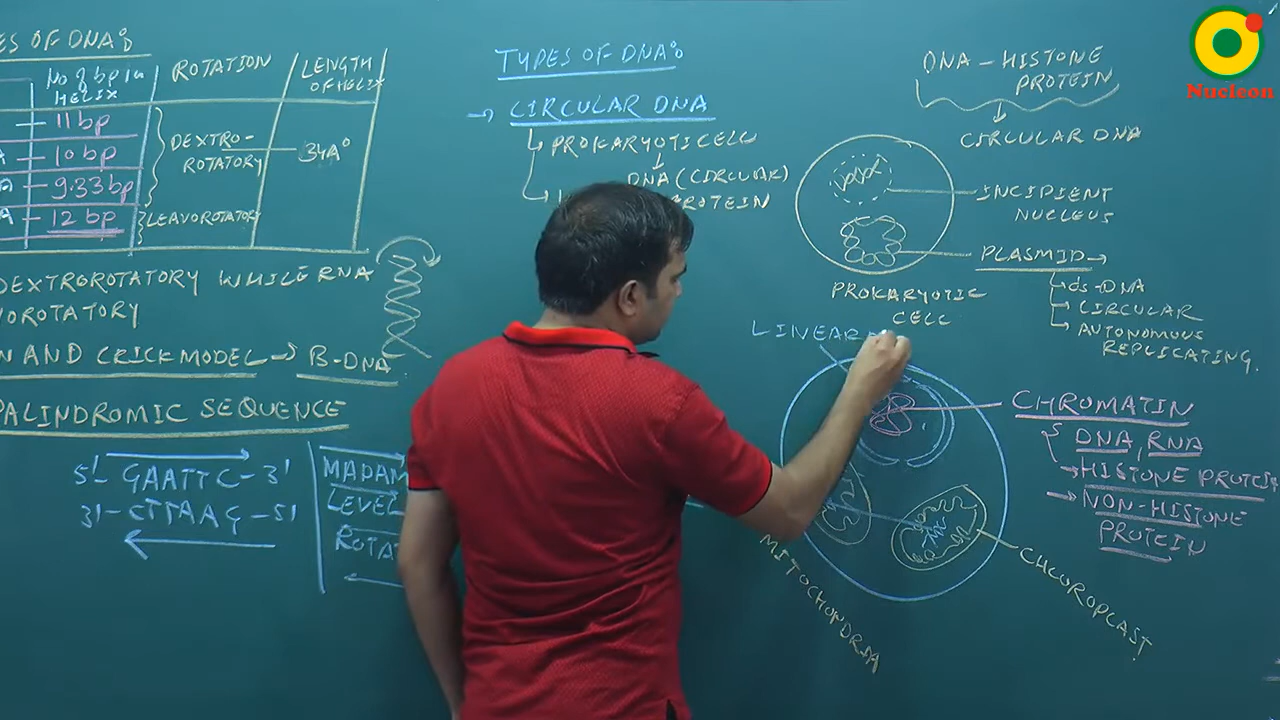 ES OF DNA:
No of bp in
HELIX
ROTATION
LENGTH
OF HELIX
11 bp
A - 10 bp
A - 9.33 bp
A - 12 bp
DEXTRO-
ROTATORY
34A°
LEAVOROTATORY
DEXTROROTATORY WHILE RNA
VOROTATORY
N AND CRICK MODEL → B-DNA
PALINDROMIC SEQUENCE
5'- GAATTC-3'
3'-CTTAAG-5'
MADAM
LEVEL
ROTAT
TYPES OF DNA:
→ CIRCULAR DNA
PROKARYOTIC CELL
DNA (CIRCULAR)
PROTEIN
DNA - HISTONE
PROTEIN
CIRCULAR DNA
INCIPIENT
NUCLEUS
PLASMID →
ds-DNA
CIRCULAR
AUTONOMOUS
REPLICATING.
PROKARYOTIC
CELL
LINEAR
CHROMATIN
DNA, RNA
→ HISTONE PROTEIN
→ NON-HISTONE
PROTEIN
MITOCHONDRIA
CHLOROPLAST
Nucleon